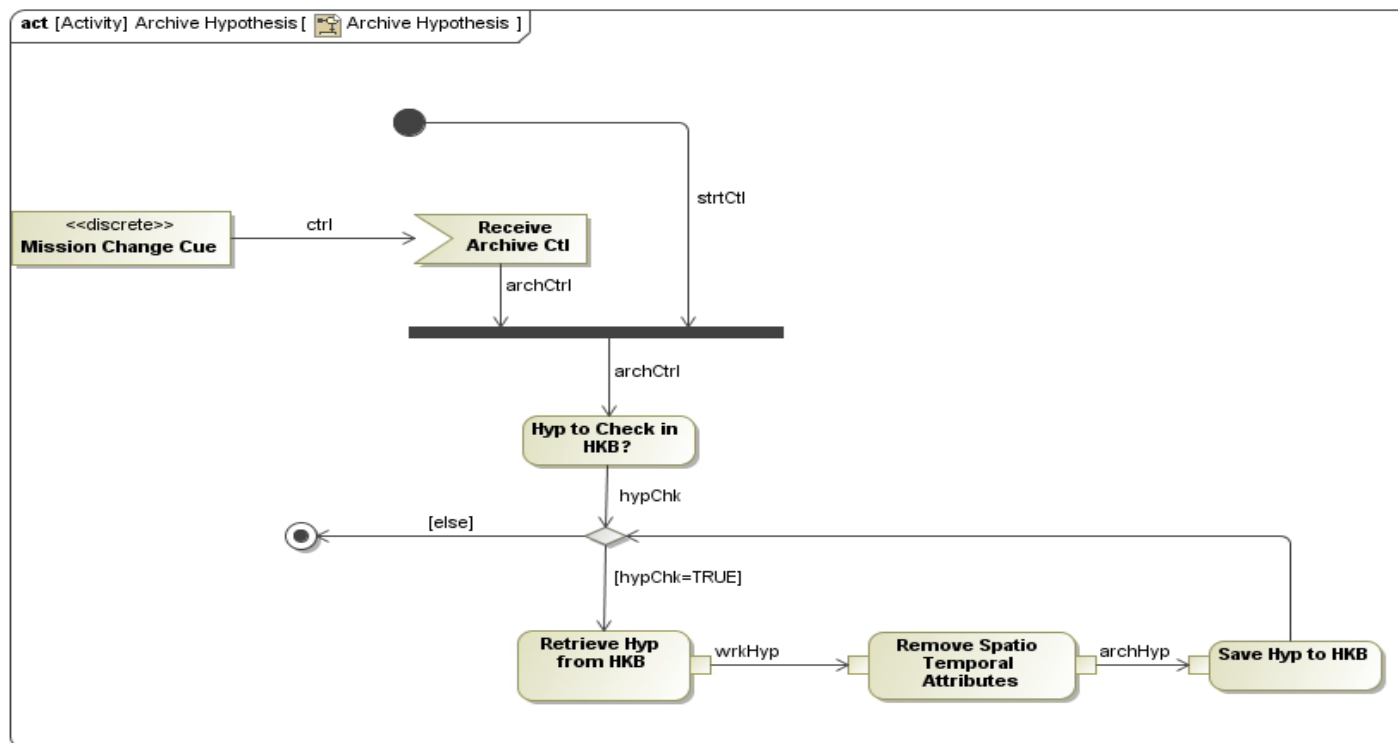 act [Activity] Archive Hypothesis [ Archive Hypothesis ]
strtCtl
<<discrete>>
Mission Change Cue
ctrl
Receive
Archive Ctl
archCtrl
archCtrl
Hyp to Check in
HKB?
hypChk
[else]
[hypChk=TRUE]
Retrieve Hyp
from HKB
wrkHyp
Remove Spatio
Temporal
Attributes
archHyp
Save Hyp to HKB